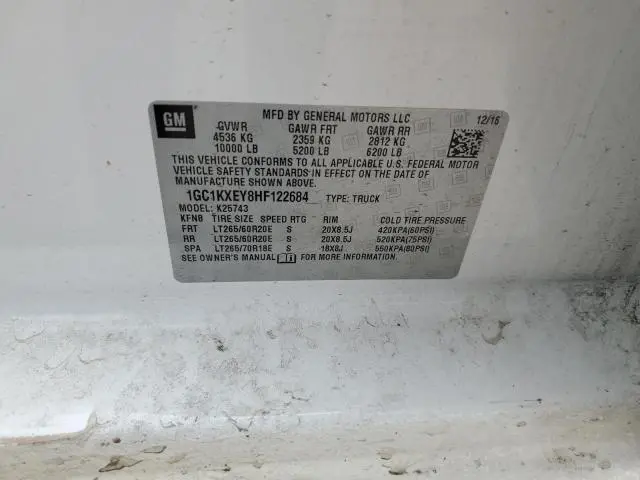 GM
MFD BY GENERAL MOTORS LLC
12/16
GVWR GAWR FRT GAWR RR
4536 KG 2359 KG 2812 KG
10000 LB 5200 LB 6200 LB
THIS VEHICLE CONFORMS TO ALL APPLICABLE U.S. FEDERAL MOTOR
VEHICLE SAFETY STANDARDS IN EFFECT ON THE DATE OF
MANUFACTURE SHOWN ABOVE.
1GC1KXEY8HF122684 TYPE: TRUCK
MODEL: K25743
KFNB TIRE SIZE SPEED RTG RIM COLD TIRE PRESSURE
FRT LT265/60R20E S 20X8.5J 420KPA(60PSI)
RR LT265/60R20E S 20X8.5J 520KPA(75PSI)
SPA LT265/70R18E S 18X8J 550KPA(80PSI)
SEE OWNER'S MANUAL FOR MORE INFORMATION.